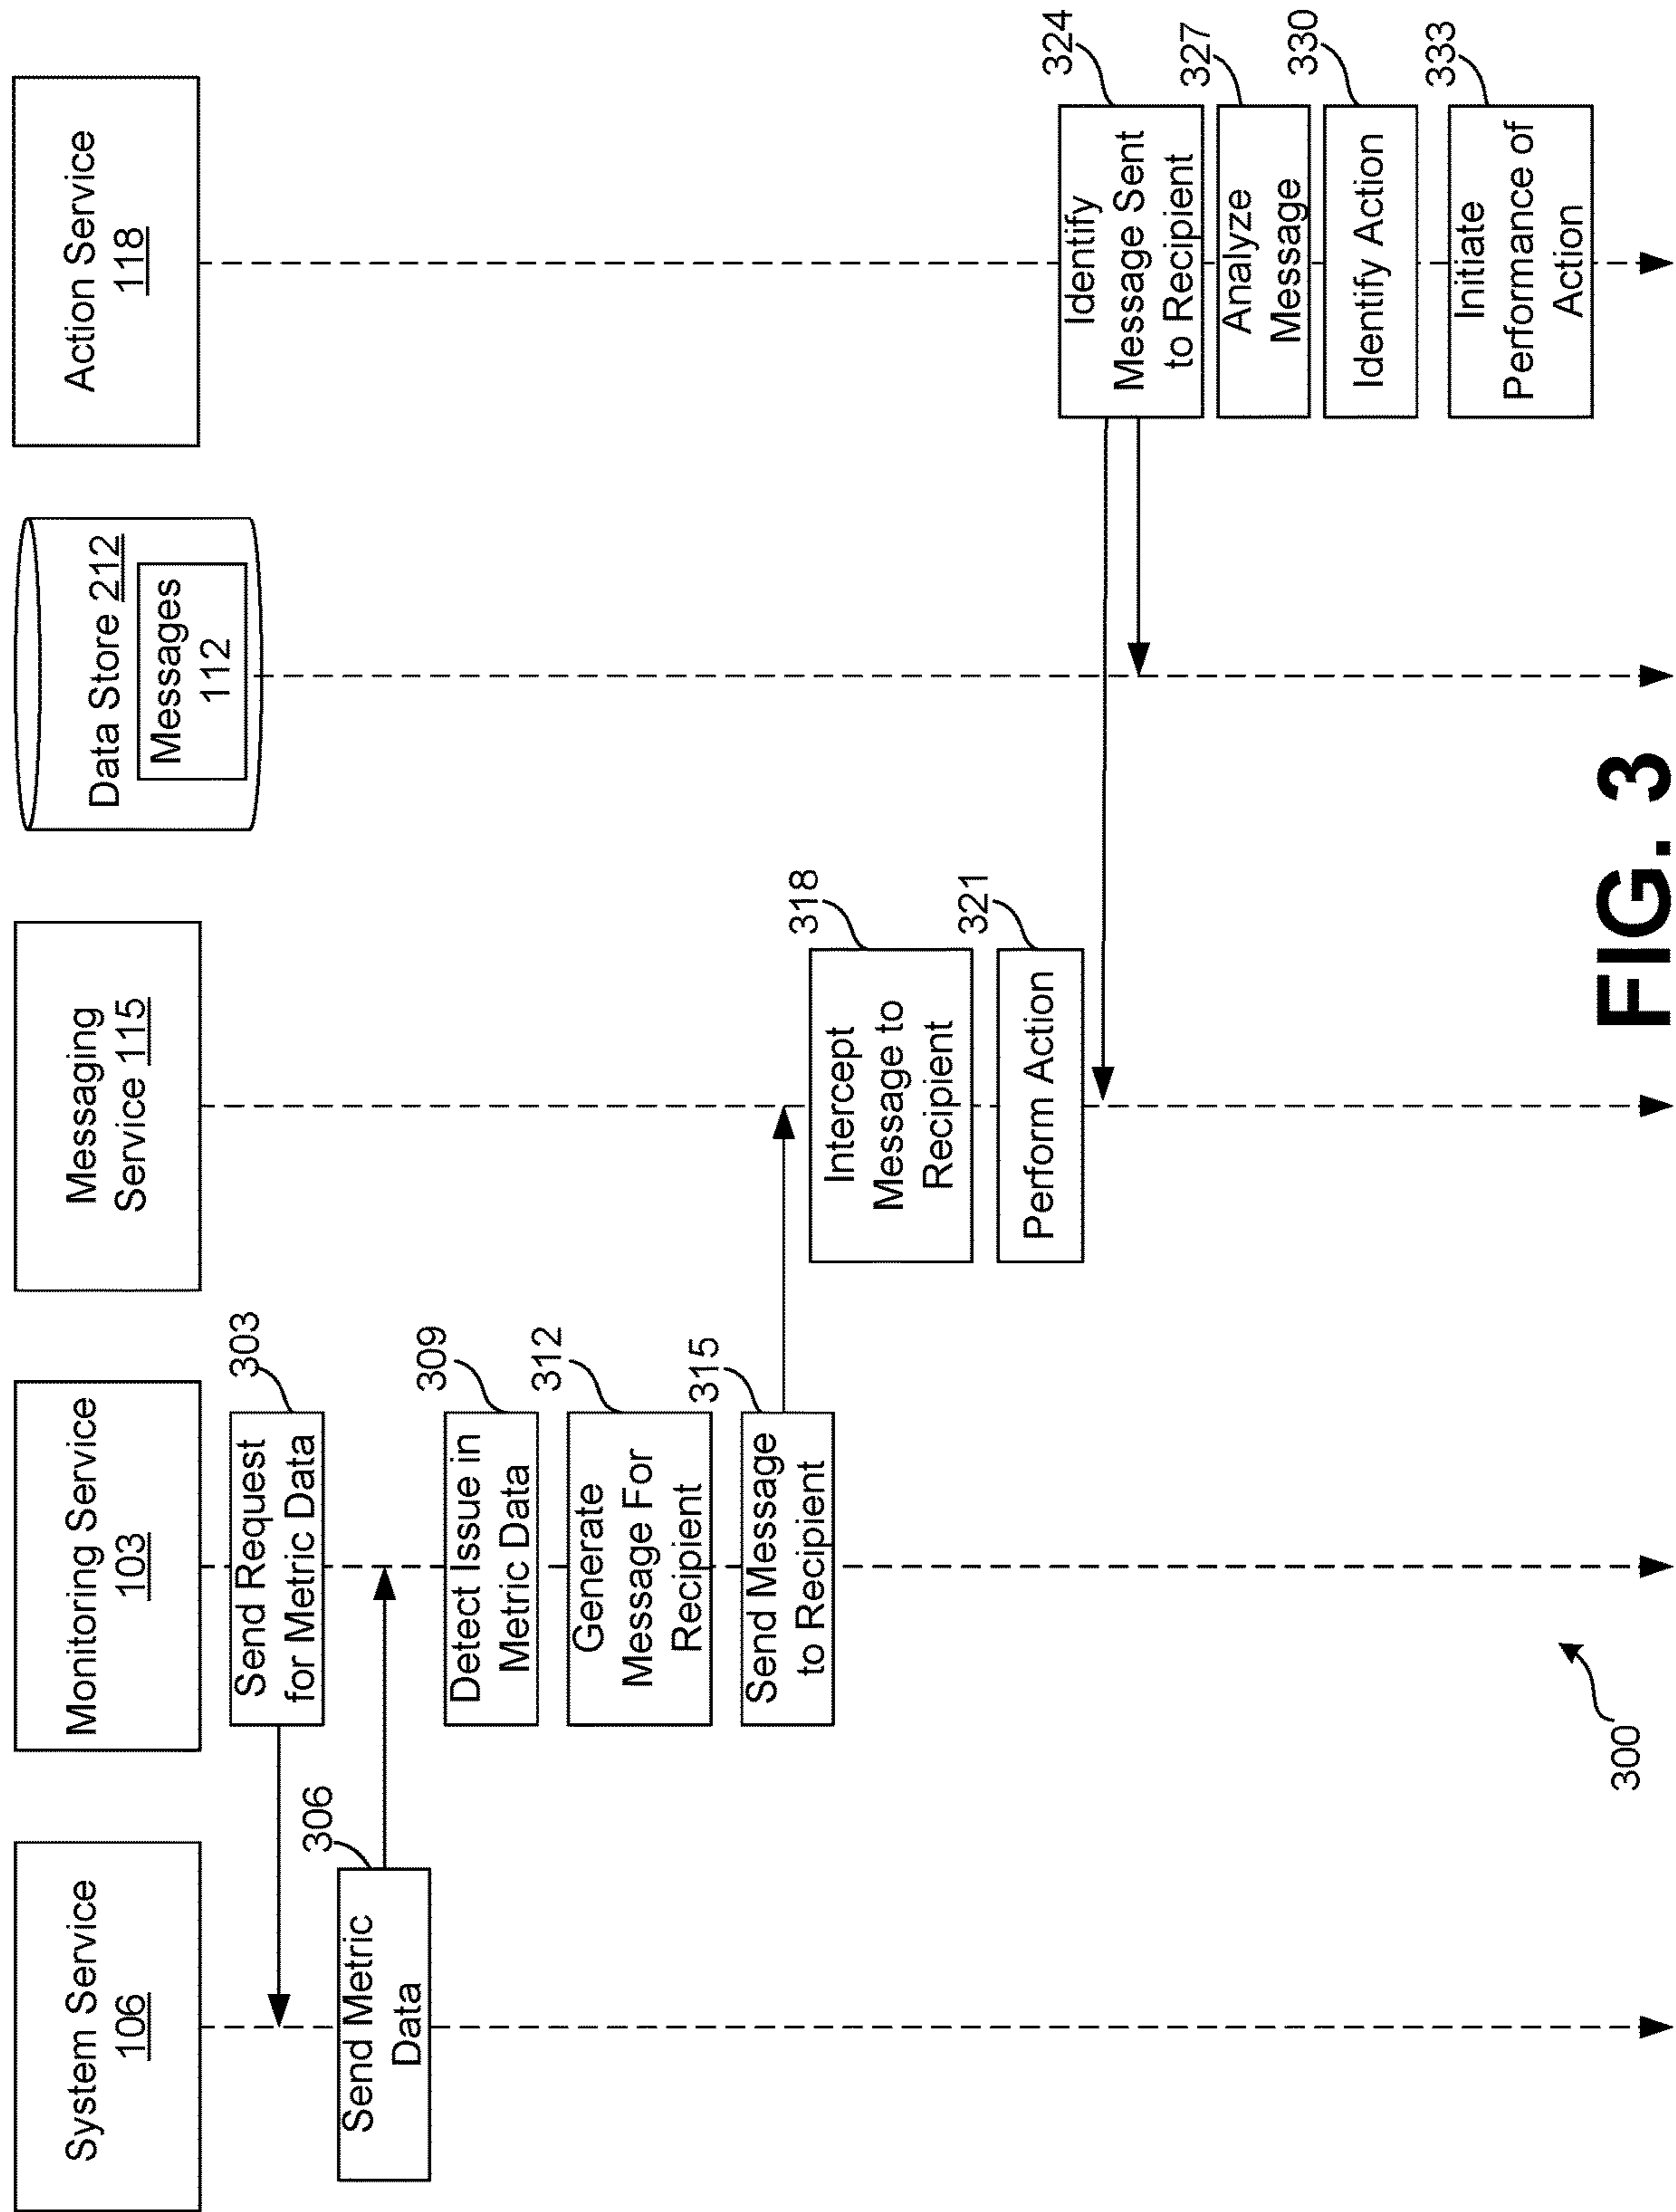 System Service
106
Monitoring Service
103
Messaging
Service 115
Data Store 212
Messages
112
Action Service
118
303
Send Request
for Metric Data
306
Send Metric
Data
309
Detect Issue in
Metric Data
312
Generate
Message For
Recipient
315
Send Message
to Recipient
318
Intercept
Message to
Recipient
321
Perform Action
324
Identify
Message Sent
to Recipient
327
Analyze
Message
330
Identify Action
333
Initiate
Performance of
Action
300
FIG. 3